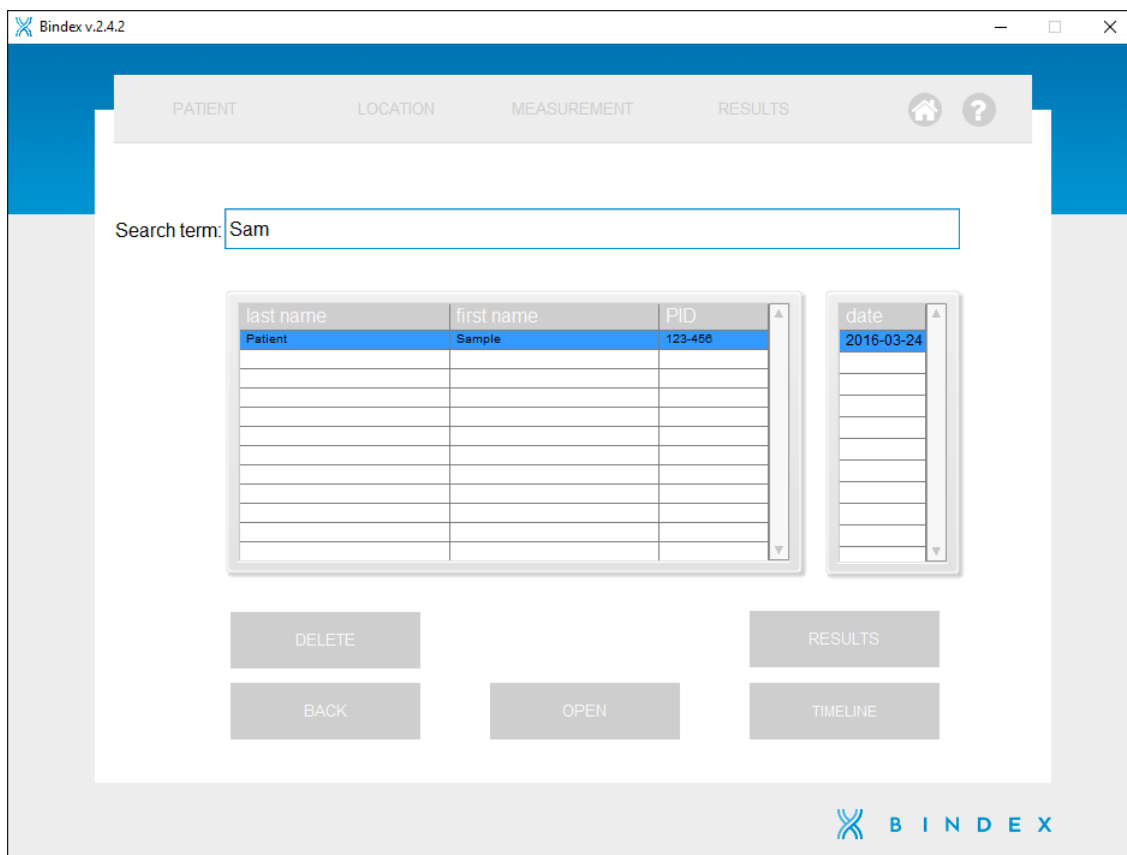 Bindex v.2.4.2
PATIENT LOCATION MEASUREMENT RESULTS ?
Search term: Sam
last name first name PID date
Patient Sample 123-456 2016-03-24
DELETE RESULTS
BACK OPEN TIMELINE
BINDEX